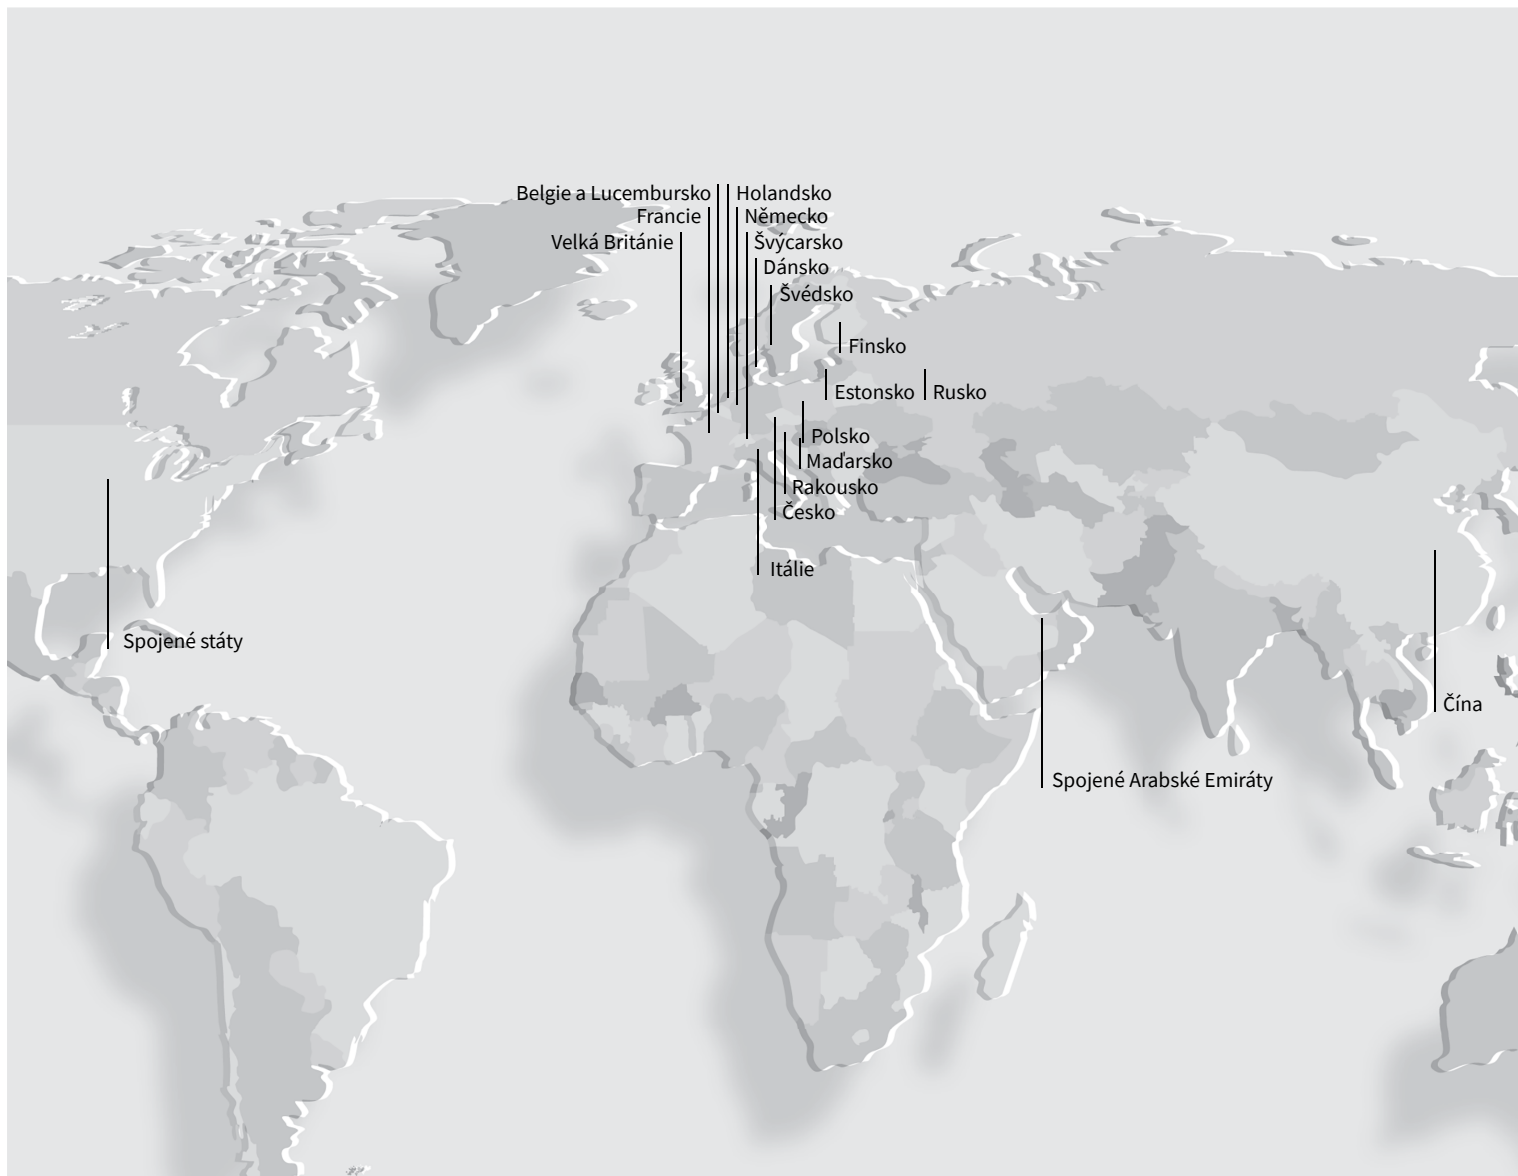 Belgie a Lucembursko
Holandsko
Francie
Německo
Velká Británie
Švýcarsko
Dánsko
Švédsko
Finsko
Estonsko
Rusko
Polsko
Maďarsko
Rakousko
Česko
Itálie
Spojené státy
Čína
Spojené Arabské Emiráty